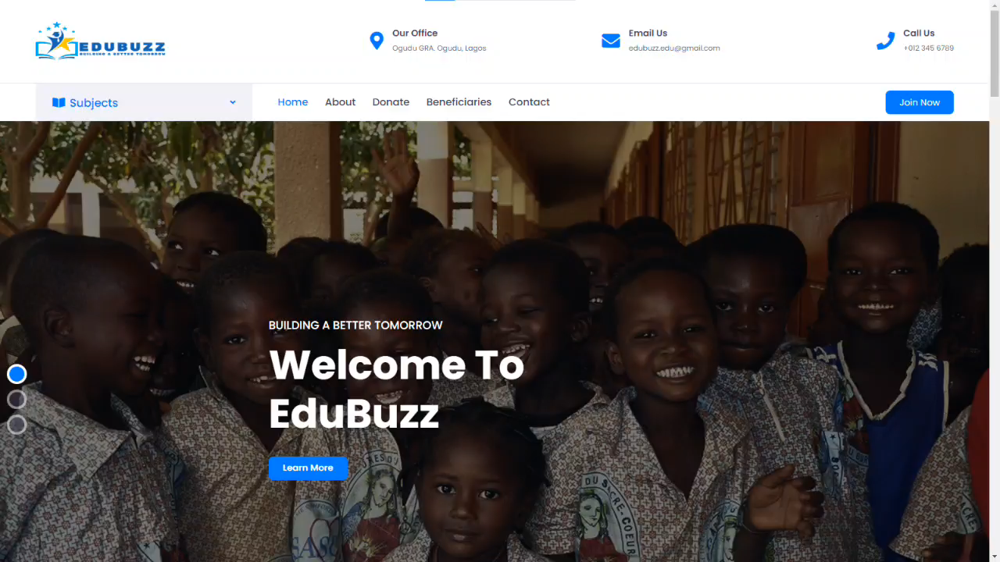 EDUBUZZ
BUILDING A BETTER TOMORROW
Our Office
Ogudu GRA. Ogudu, Lagos
Email Us
edubuzz.edu@gmail.com
Call Us
+012 345 6789
Subjects
Home
About
Donate
Beneficiaries
Contact
Join Now
BUILDING A BETTER TOMORROW
Welcome To
EduBuzz
Learn More
DU SACRE-COEUR